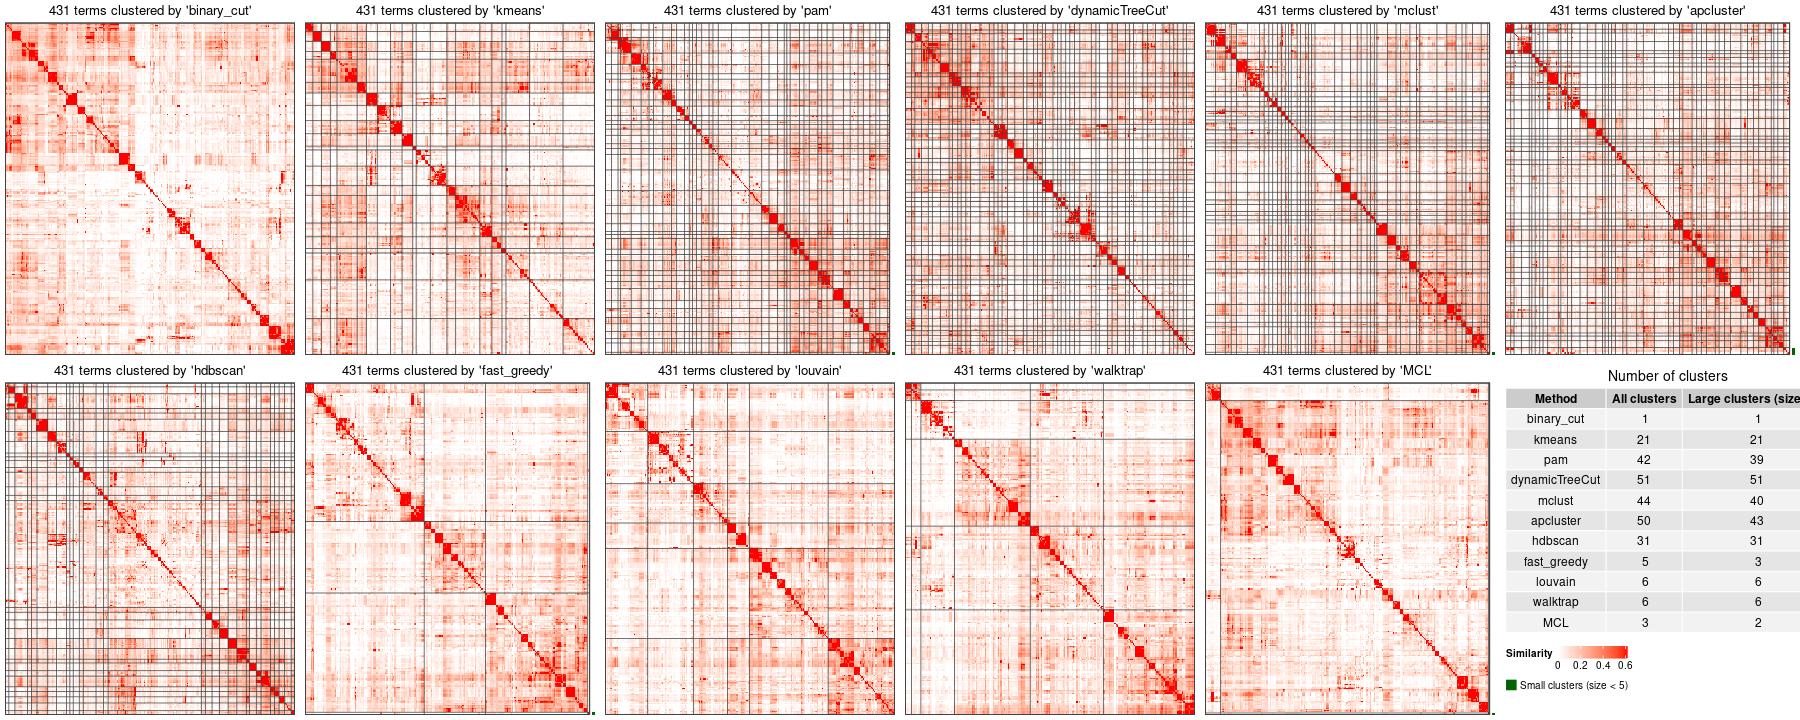 431 terms clustered by 'binary_cut'
431 terms clustered by 'kmeans'
431 terms clustered by 'pam'
431 terms clustered by 'dynamicTreeCut'
431 terms clustered by 'mclust'
431 terms clustered by 'apcluster'
431 terms clustered by 'hdbscan'
431 terms clustered by 'fast_greedy'
431 terms clustered by 'louvain'
431 terms clustered by 'walktrap'
431 terms clustered by 'MCL'
Number of clusters
Method All clusters Large clusters (size
binary_cut 1 1
kmeans 21 21
pam 42 39
dynamicTreeCut 51 51
mclust 44 40
apcluster 50 43
hdbscan 31 31
fast_greedy 5 3
louvain 6 6
walktrap 6 6
MCL 3 2
Similarity
0 0.2 0.4 0.6
Small clusters (size < 5)